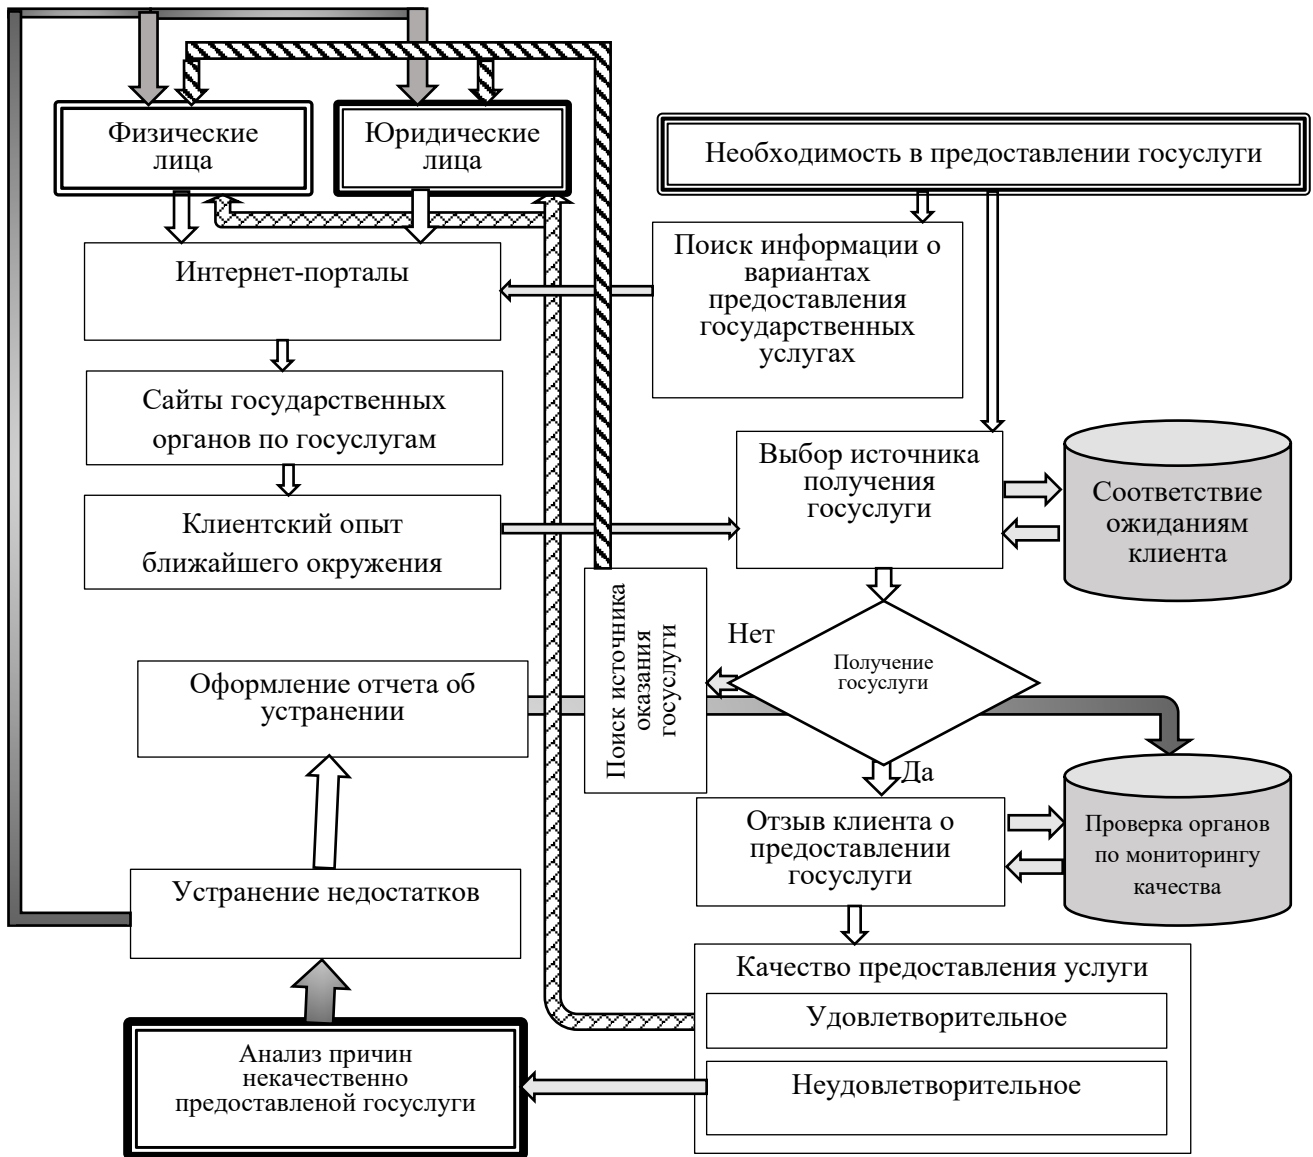 Физические
лица
Юридические
лица
Необходимость в предоставлении госуслуги
Интернет-порталы
Поиск информации о
вариантах
предоставления
государственных
услугах
Сайты государственных
органов по госуслугам
Клиентский опыт
ближайшего окружения
Выбор источника
получения
госуслуги
Соответствие
ожиданиям
клиента
Нет
Получение
госуслуги
Поиск источника
оказания
госуслуги
Оформление отчета об
устранении
Да
Отзыв клиента о
предоставлении
госуслуги
Проверка органов
по мониторингу
качества
Устранение недостатков
Качество предоставления услуги
Удовлетворительное
Неудовлетворительное
Анализ причин
некачественно
предоставленой госуслуги